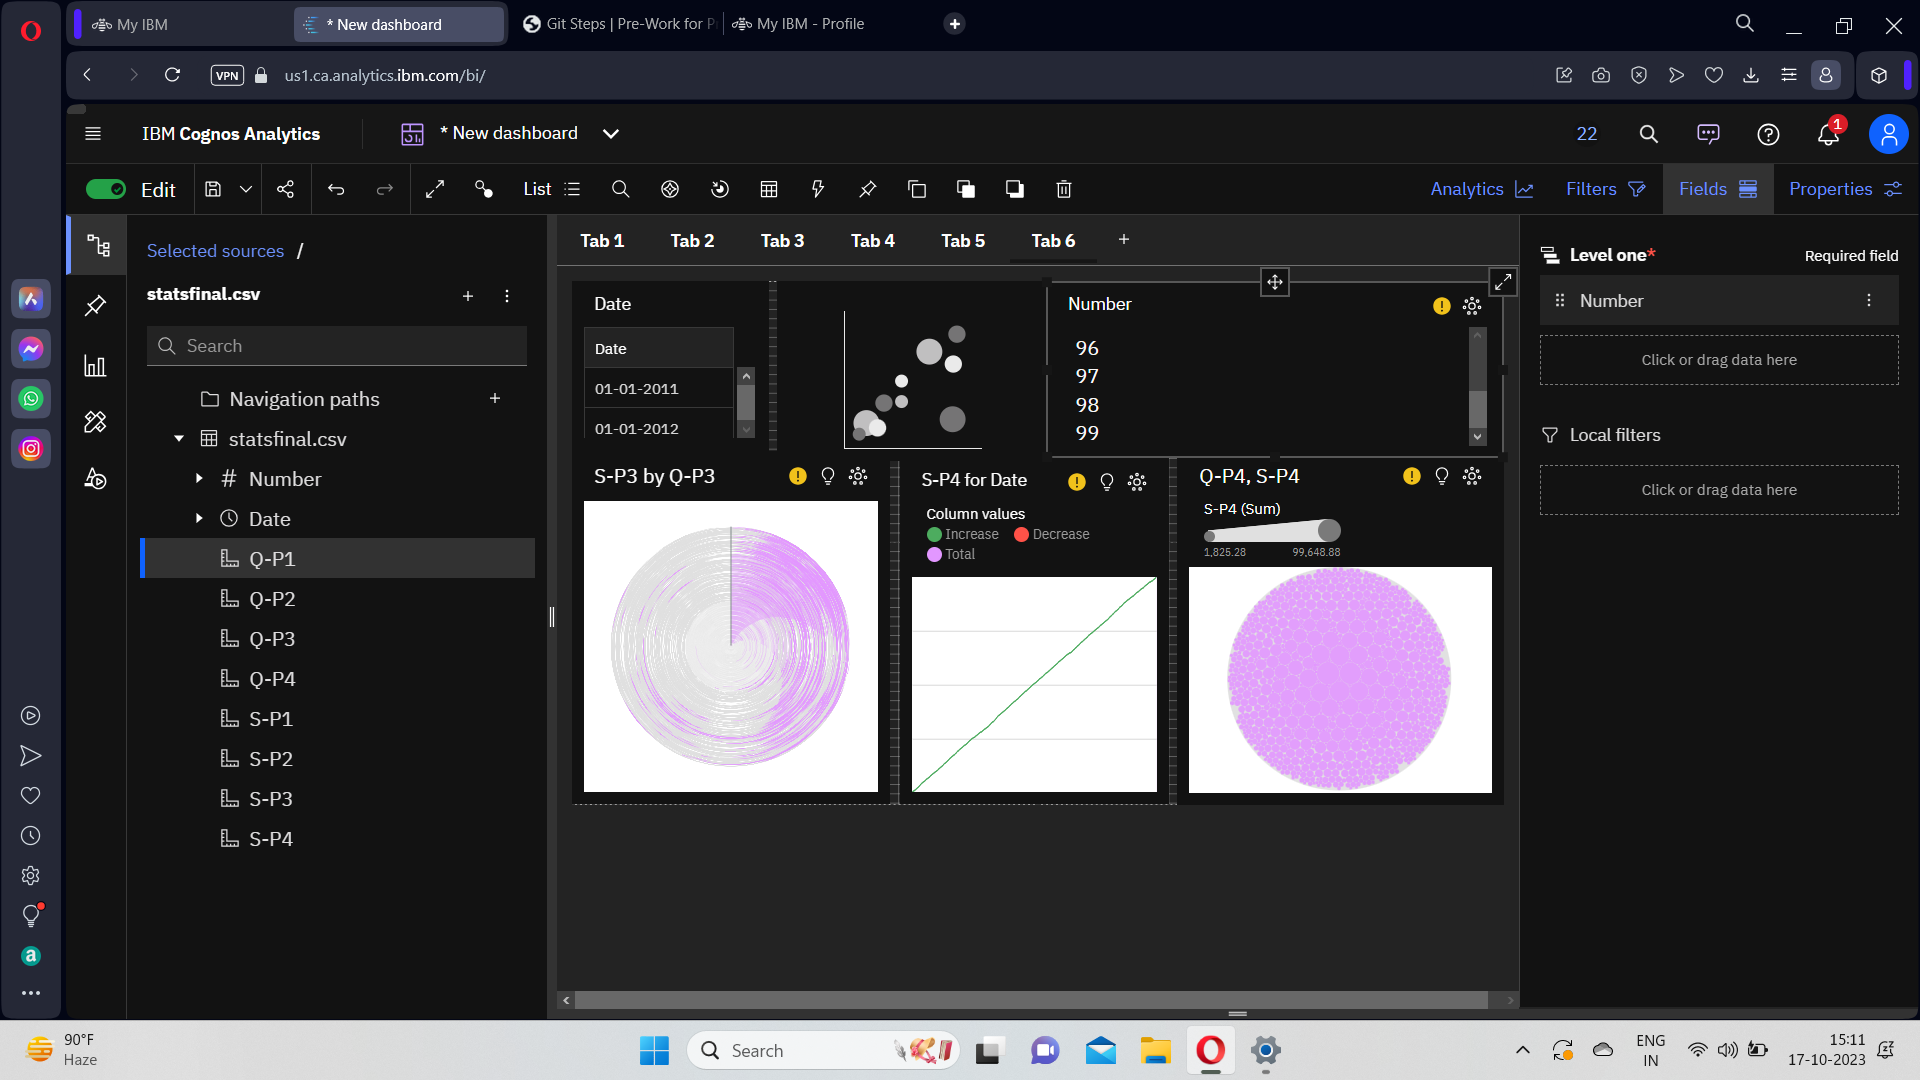 My IBM
* New dashboard
Git Steps | Pre-Work for P
My IBM - Profile
VPN
us1.ca.analytics.ibm.com/bi/
IBM Cognos Analytics
* New dashboard
22
1
Edit
List
Analytics
Filters
Fields
Properties
Selected sources /
statsfinal.csv
Search
Navigation paths
statsfinal.csv
# Number
Date
Q-P1
Q-P2
Q-P3
Q-P4
S-P1
S-P2
S-P3
S-P4
Tab 1
Tab 2
Tab 3
Tab 4
Tab 5
Tab 6
Date
Date
01-01-2011
01-01-2012
Number
96
97
98
99
S-P3 by Q-P3
S-P4 for Date
Column values
Increase
Decrease
Total
Q-P4, S-P4
S-P4 (Sum)
1,825.28
99,648.88
Level one*
Required field
Number
Click or drag data here
Local filters
Click or drag data here
a
90°F
Haze
Search
ENG
IN
15:11
17-10-2023